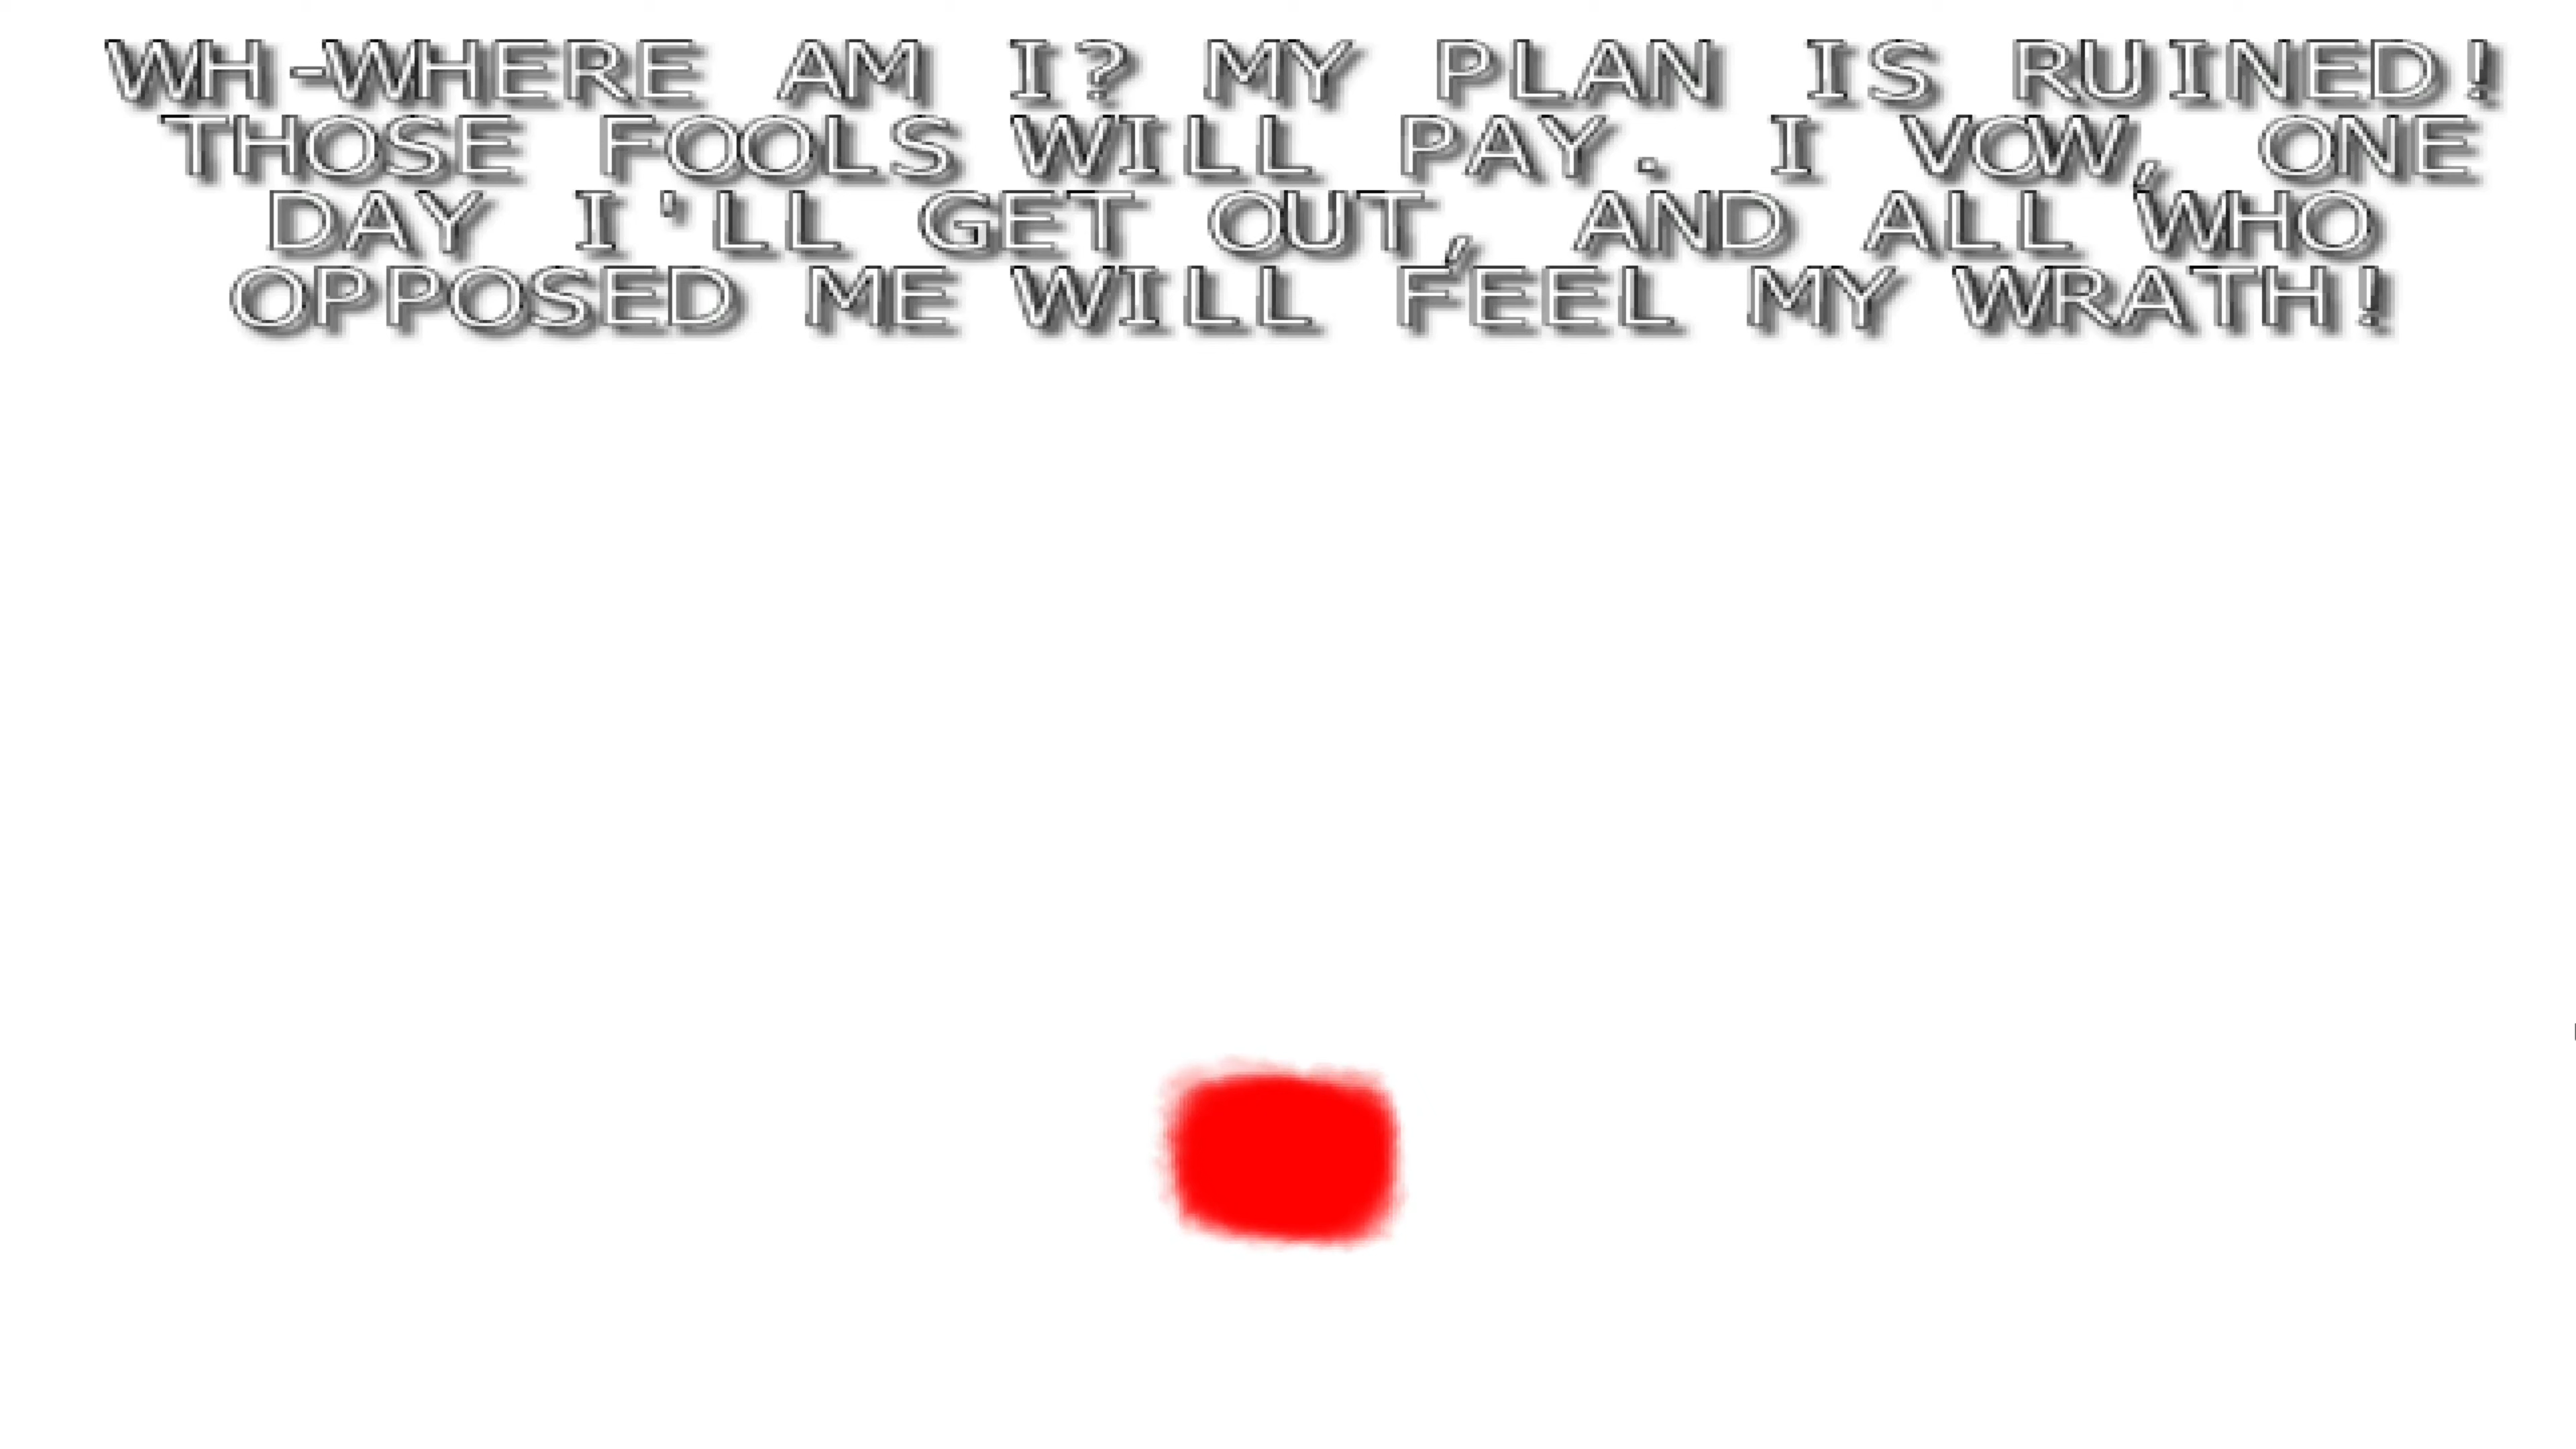 WH-WHERE AM I? MY PLAN IS RUINED!
THOSE FOOLS WILL PAY. I VOW, ONE
DAY I'LL GET OUT, AND ALL WHO
OPPOSED ME WILL FEEL MY WRATH!